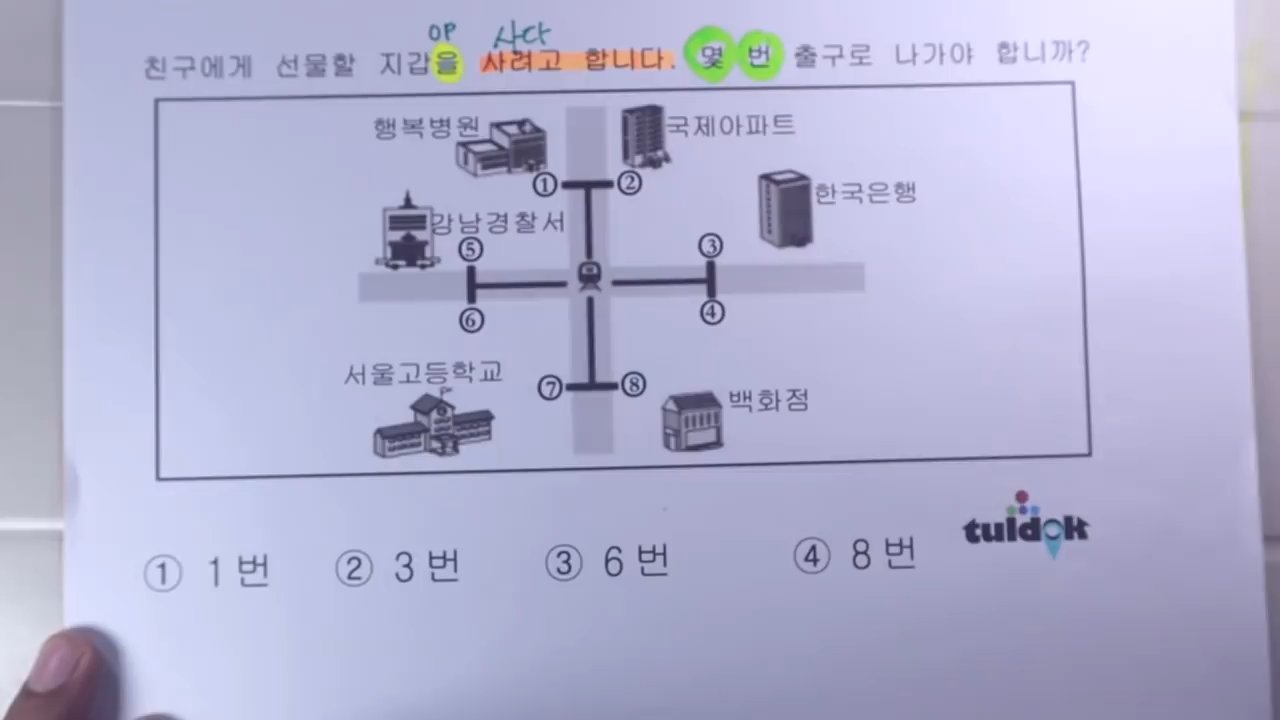 OP 사다
친구에게 선물할 지갑을 사려고 합니다. 몇 번 출구로 나가야 합니까?
행복병원 국제아파트
① ②
한국은행
강남경찰서
⑤ ③
⑥ ④
서울고등학교
⑦ ⑧
백화점
tuldok
① 1번 ② 3번 ③ 6번 ④ 8번